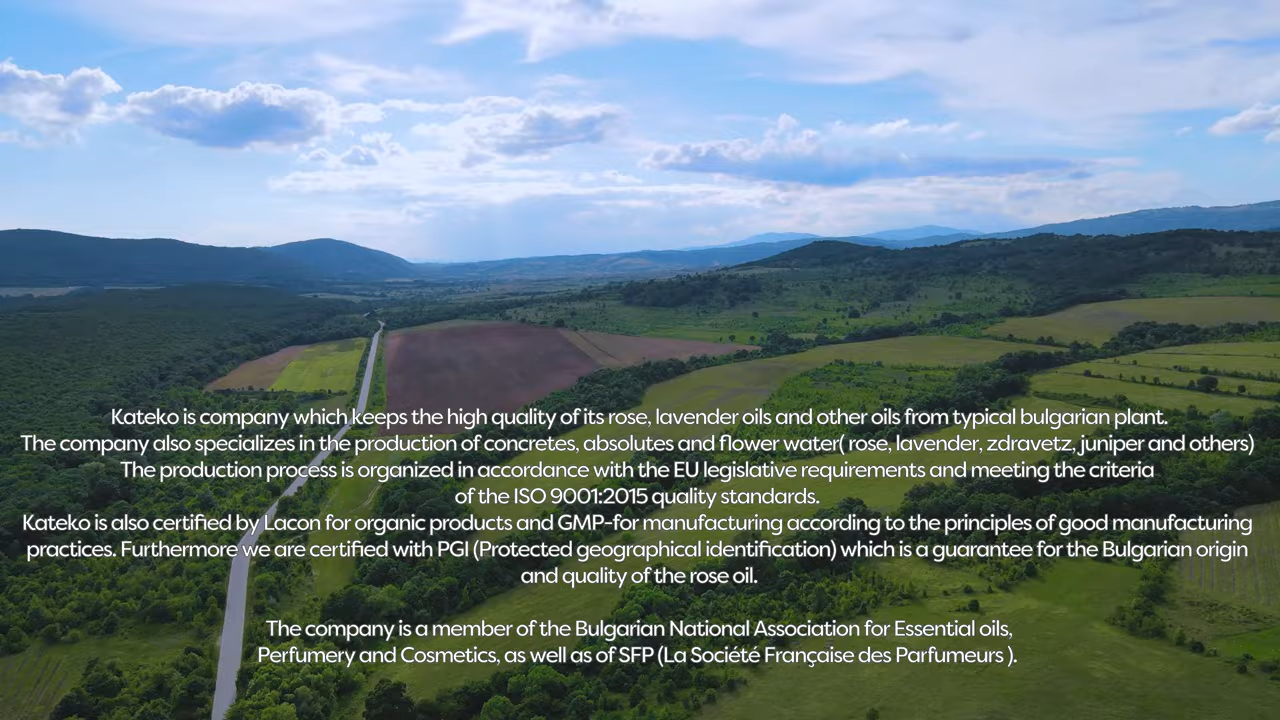 Kateko is company which keeps the high quality of its rose, lavender oils and other oils from typical bulgarian plant.
The company also specializes in the production of concretes, absolutes and flower water( rose, lavender, zdravetz, juniper and others)
The production process is organized in accordance with the EU legislative requirements and meeting the criteria
of the ISO 9001:2015 quality standards.
Kateko is also certified by Lacon for organic products and GMP-for manufacturing according to the principles of good manufacturing
practices. Furthermore we are certified with PGI (Protected geographical identification) which is a guarantee for the Bulgarian origin
and quality of the rose oil.
The company is a member of the Bulgarian National Association for Essential oils,
Perfumery and Cosmetics, as well as of SFP (La Société Française des Parfumeurs ).